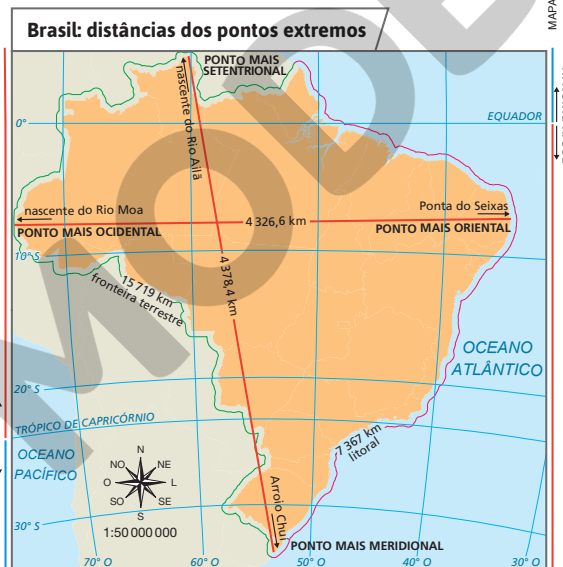 Brasil: distâncias dos pontos extremos
MAPA
PONTO MAIS
SETENTRIONAL
nascente do Rio Ailã
EQUADOR
0°
nascente do Rio Moa
4 326,6 km
Ponta do Seixas
PONTO MAIS OCIDENTAL
PONTO MAIS ORIENTAL
10° S
4 378,4 km
15 719 km
fronteira terrestre
OCEANO
ATLÂNTICO
20° S
TRÓPICO DE CAPRICÓRNIO
7 367 km
litoral
OCEANO
PACÍFICO
N
NO
NE
O
L
SO
SE
S
Arroio Chuí
30° S
1:50 000 000
PONTO MAIS MERIDIONAL
70° O
60° O
50° O
40° O
30° O